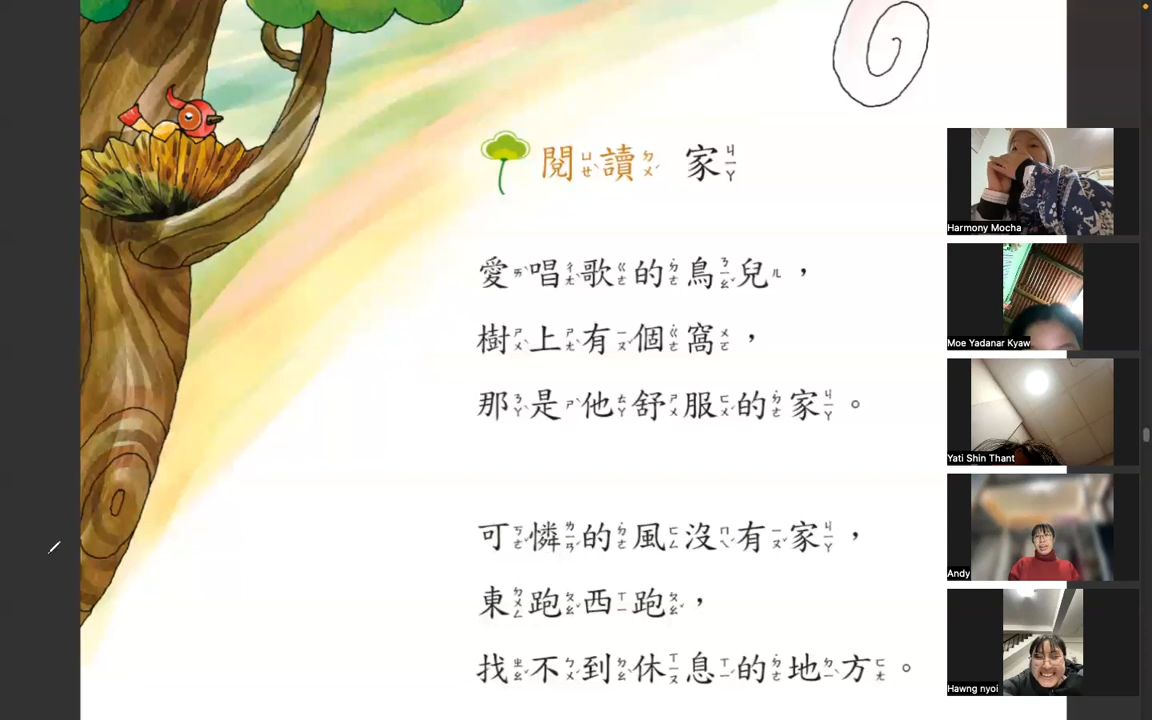 閱讀 家
愛唱歌的鳥兒，
樹上有個窩，
那是他舒服的家。
可憐的風沒有家，
東跑西跑，
找不到休息的地方。
Harmony Mocha
Moe Yadanar Kyaw
Yati Shin Thant
Andy
Hawng nyoi